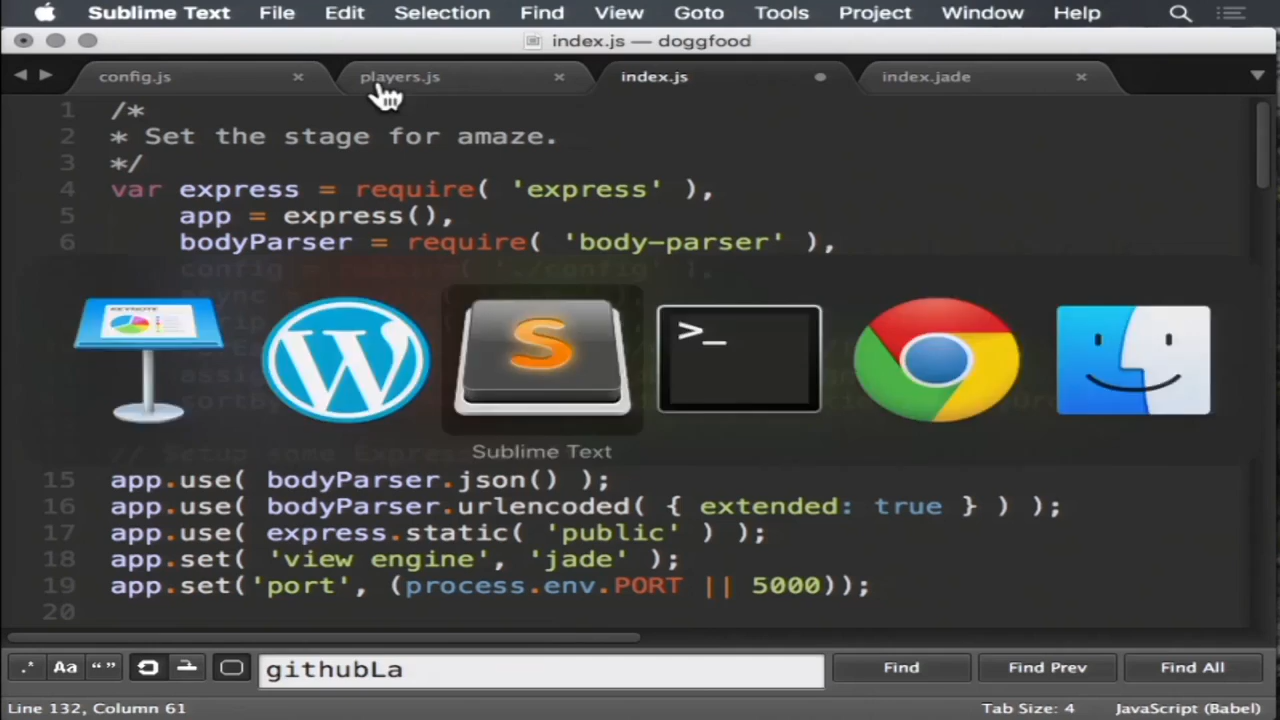 Sublime Text File Edit Selection Find View Goto Tools Project Window Help
index.js — doggfood
config.js players.js index.js index.jade
1 /*
2 * Set the stage for amaze.
3 */
4 var express = require( 'express' ),
5 app = express(),
6 bodyParser = require( 'body-parser' ),
config = require( './config' ),
KEYNOTE
>_
Sublime Text
15 app.use( bodyParser.json() );
16 app.use( bodyParser.urlencoded( { extended: true } ) );
17 app.use( express.static( 'public' ) );
18 app.set( 'view engine', 'jade' );
19 app.set('port', (process.env.PORT || 5000));
20
.* Aa “” githubLa Find Find Prev Find All
Line 132, Column 61 Tab Size: 4 JavaScript (Babel)